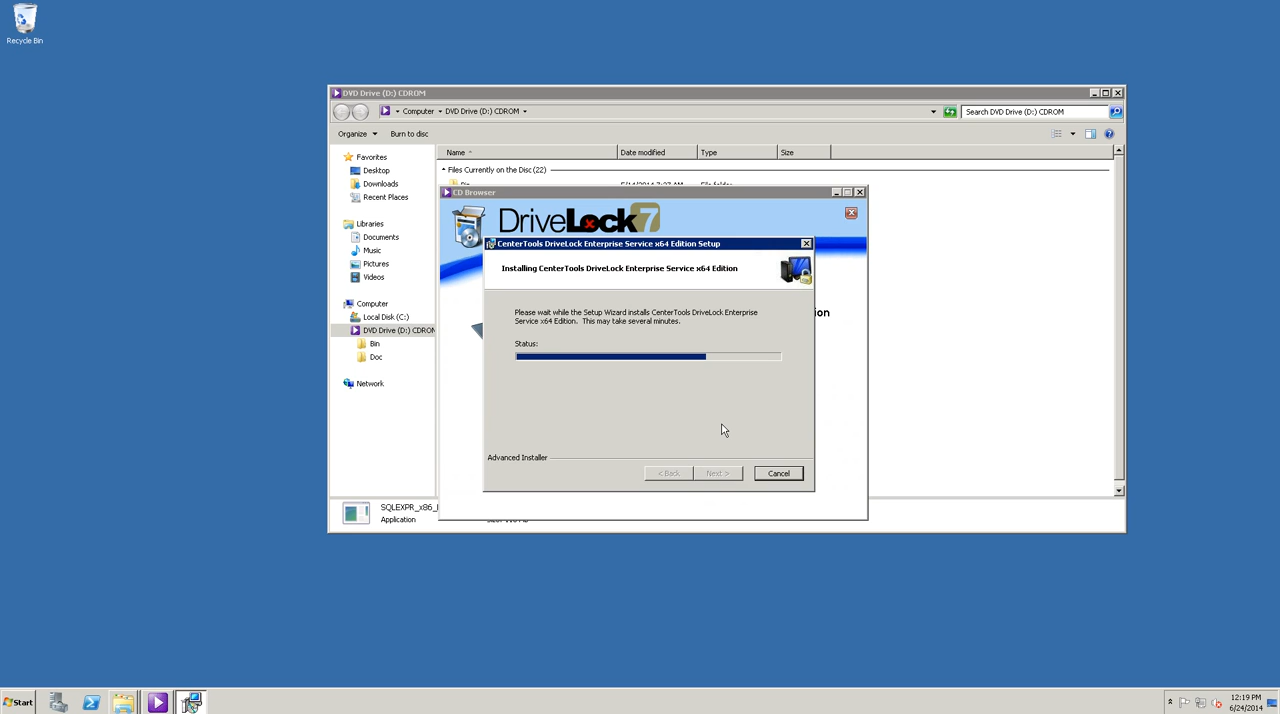 Recycle Bin
DVD Drive (D:) CDROM
Computer
DVD Drive (D:) CDROM
Search DVD Drive (D:) CDROM
Organize
Burn to disc
Favorites
Desktop
Downloads
Recent Places
Libraries
Documents
Music
Pictures
Videos
Computer
Local Disk (C:)
DVD Drive (D:) CDROM
Bin
Doc
Network
Name
Date modified
Type
Size
Files Currently on the Disc (22)
CD Browser
DriveLock7
CenterTools DriveLock Enterprise Service x64 Edition Setup
Installing CenterTools DriveLock Enterprise Service x64 Edition
Please wait while the Setup Wizard installs CenterTools DriveLock Enterprise
Service x64 Edition. This may take several minutes.
Status:
Advanced Installer
< Back
Next >
Cancel
SQLEXPR_x86_
Application
Start
12:19 PM
6/24/2014